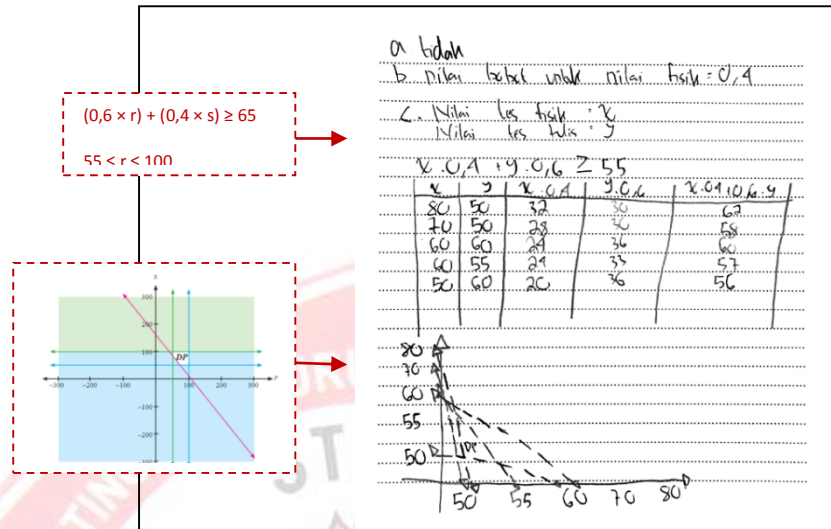 (0,6 × r) + (0,4 × s) ≥ 65
55 ≤ r ≤ 100
s
300
200
100
DP
-300 -200 -100 0 100 200 300 r
-100
-200
-300
a tidak
b nilai bobot untuk nilai fisik = 0,4
c. Nilai tes fisik : x
Nilai tes tulis : y
x.0,4 + y.0,6 ≥ 55
x y x.0,4 y.0,6 x.0,4+0,6.y
80 50 32 30 62
70 50 28 30 58
60 60 24 36 60
60 55 24 33 57
50 60 20 36 56
80
70
60
55
50
DP
50 55 60 70 80